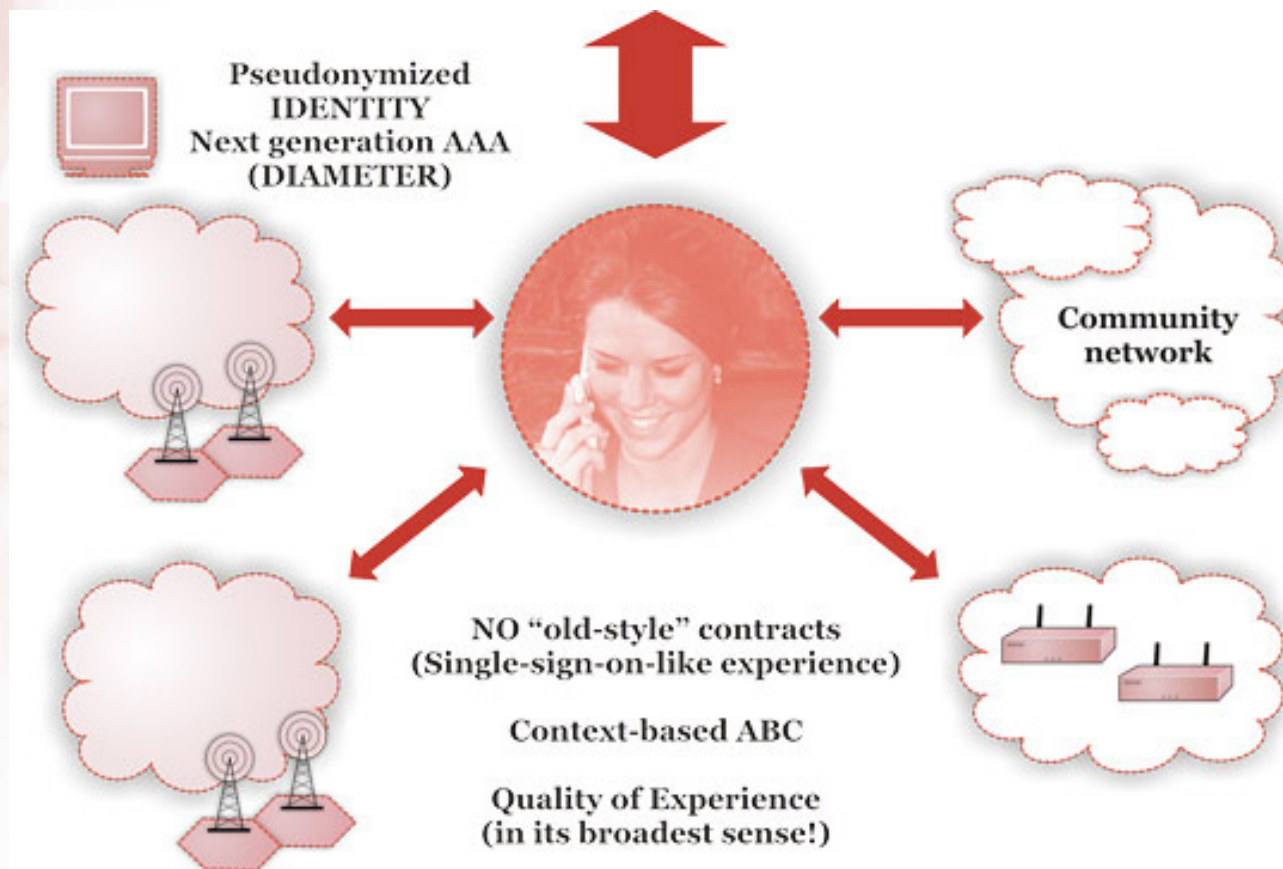 Pseudonymized
IDENTITY
Next generation AAA
(DIAMETER)
Community
network
NO “old-style” contracts
(Single-sign-on-like experience)
Context-based ABC
Quality of Experience
(in its broadest sense!)